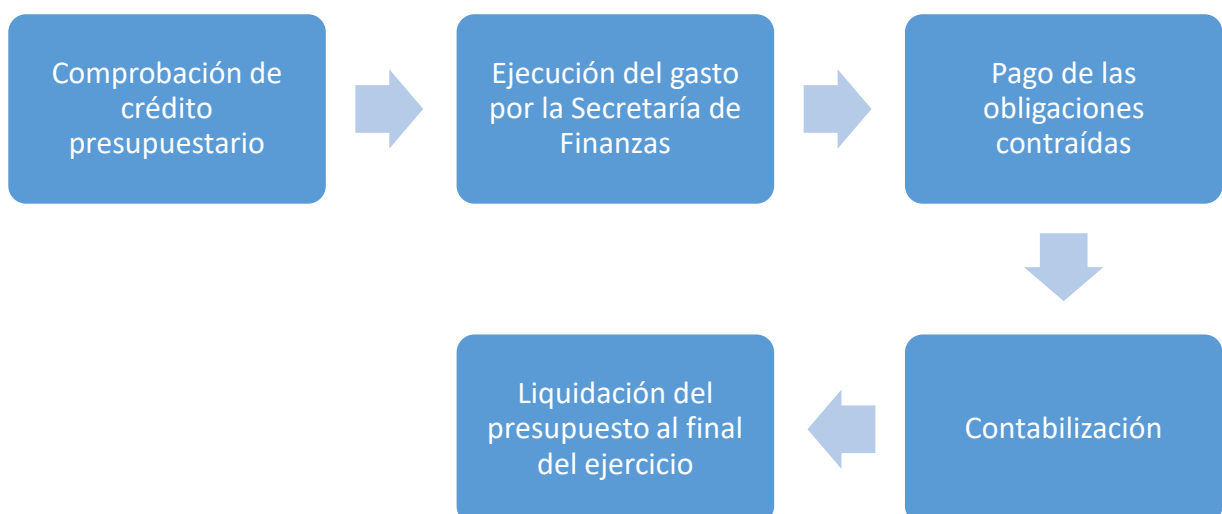 Comprobación de
crédito
presupuestario
Ejecución del gasto
por la Secretaría de
Finanzas
Pago de las
obligaciones
contraídas
Contabilización
Liquidación del
presupuesto al final
del ejercicio